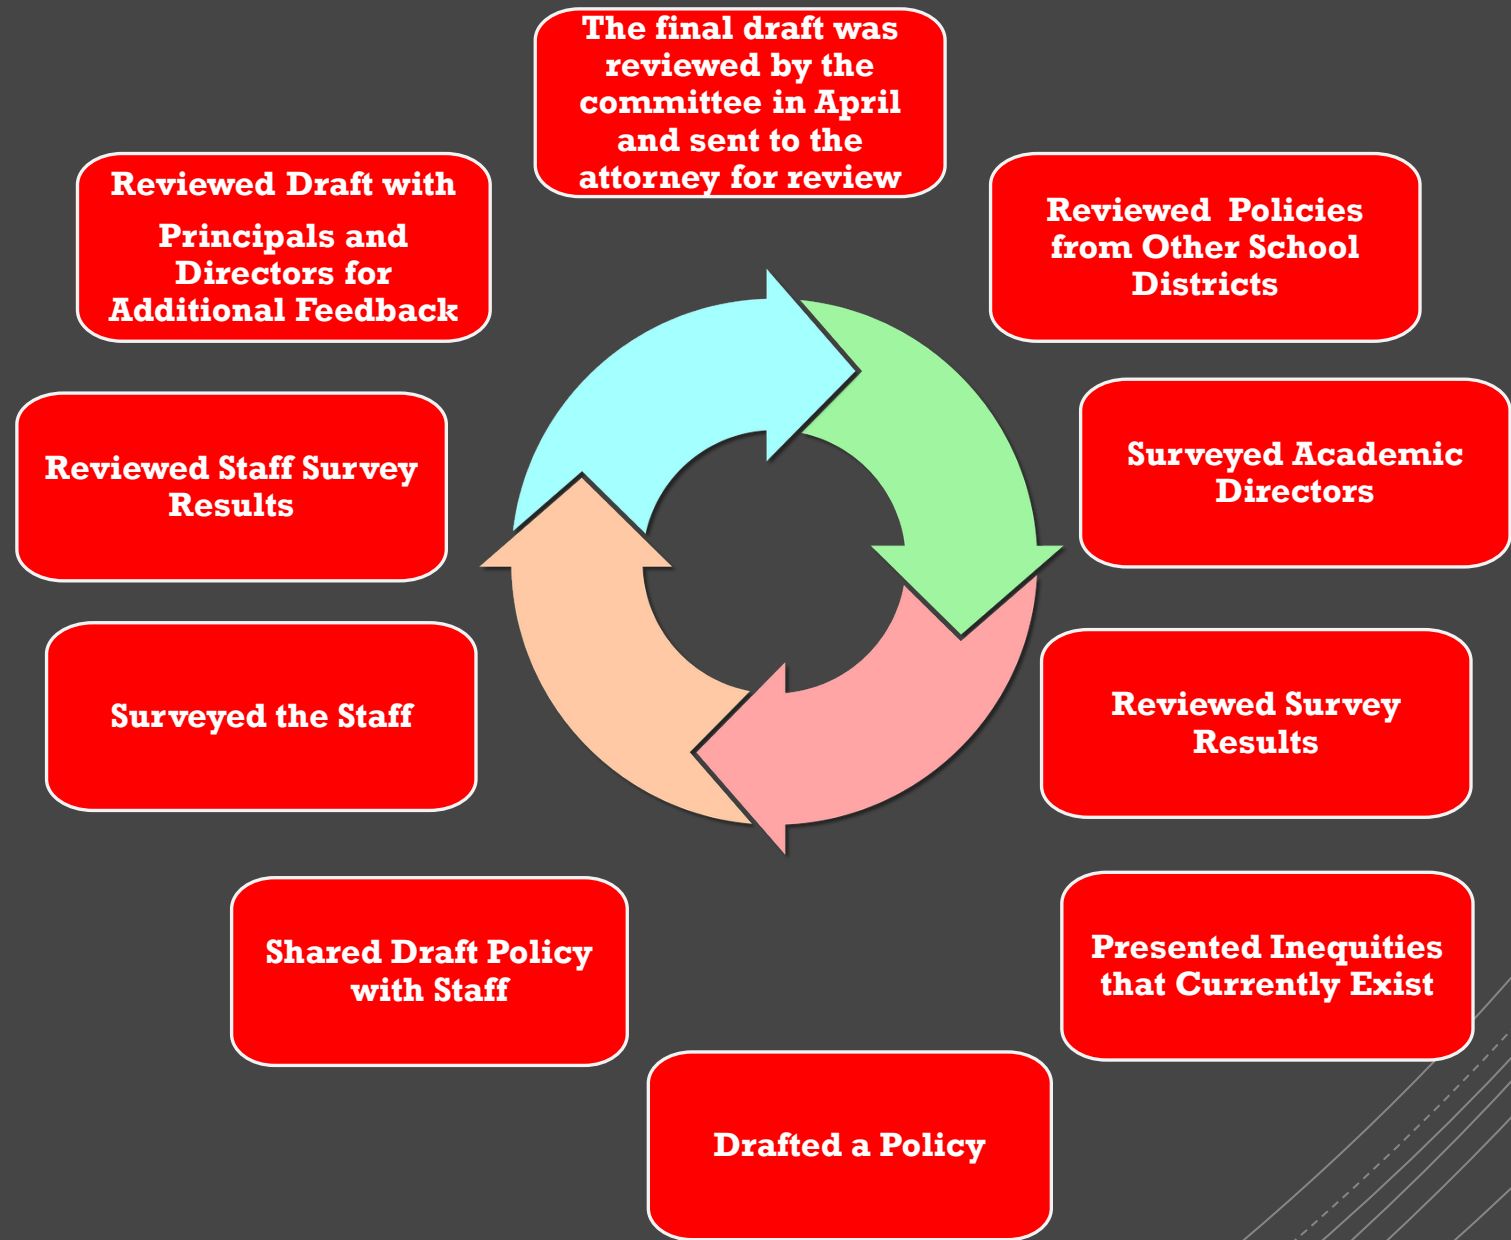 The final draft was
reviewed by the
committee in April
and sent to the
attorney for review
Reviewed Policies
from Other School
Districts
Surveyed Academic
Directors
Reviewed Survey
Results
Presented Inequities
that Currently Exist
Drafted a Policy
Shared Draft Policy
with Staff
Surveyed the Staff
Reviewed Staff Survey
Results
Reviewed Draft with
Principals and
Directors for
Additional Feedback